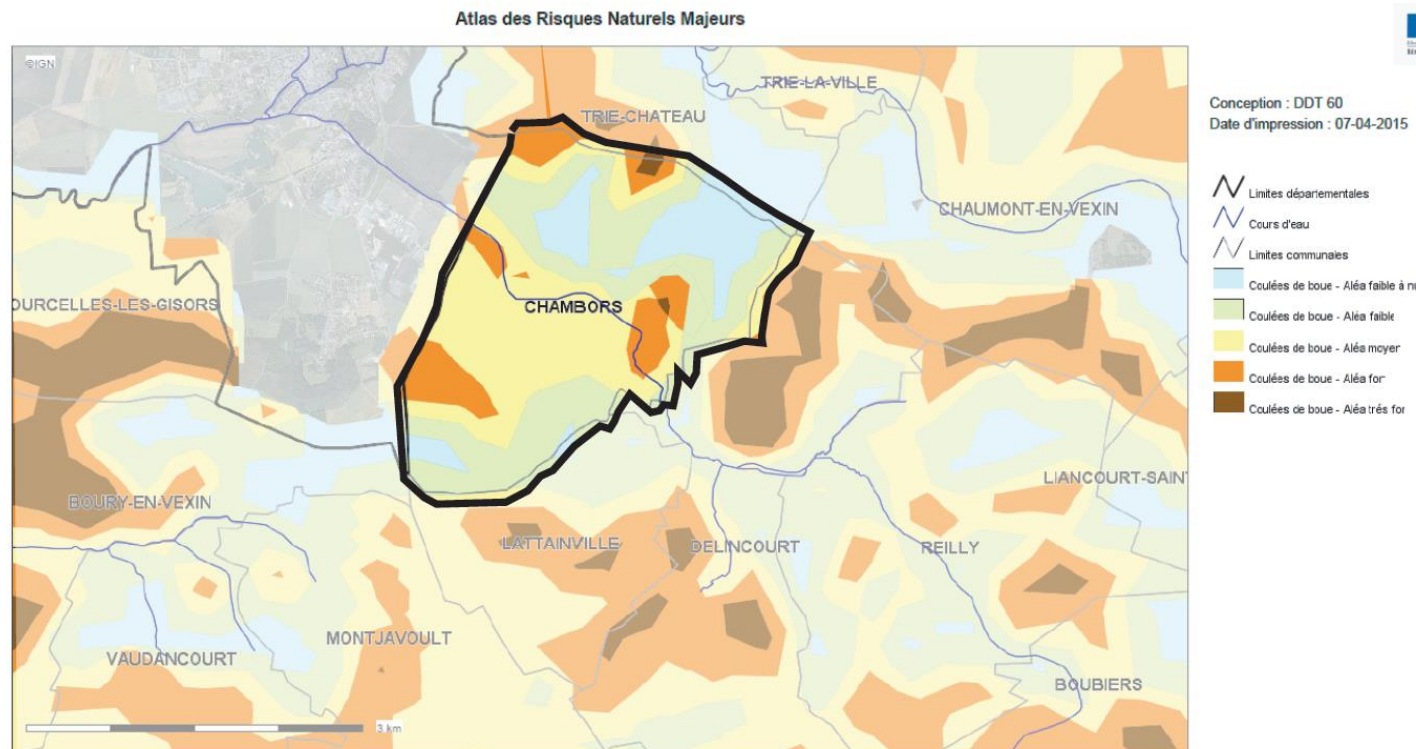 Atlas des Risques Naturels Majeurs
©IGN
TRIE-LA-VILLE
TRIE-CHATEAU
Conception : DDT 60
Date d'impression : 07-04-2015
Limites départementales
CHAUMONT-EN-VEXIN
Cours d'eau
Limites communales
Coulées de boue - Aléa faible à nu
OURCELLES-LES-GISORS
CHAMBORS
Coulées de boue - Aléa faible
Coulées de boue - Aléa moyen
Coulées de boue - Aléa for
Coulées de boue - Aléa trés for
LIANCOURT-SAINT
BOURY-EN-VEXIN
LATTAINVILLE
DELINCOURT
REILLY
MONTJAVOULT
VAUDANCOURT
BOUBIERS
3 km